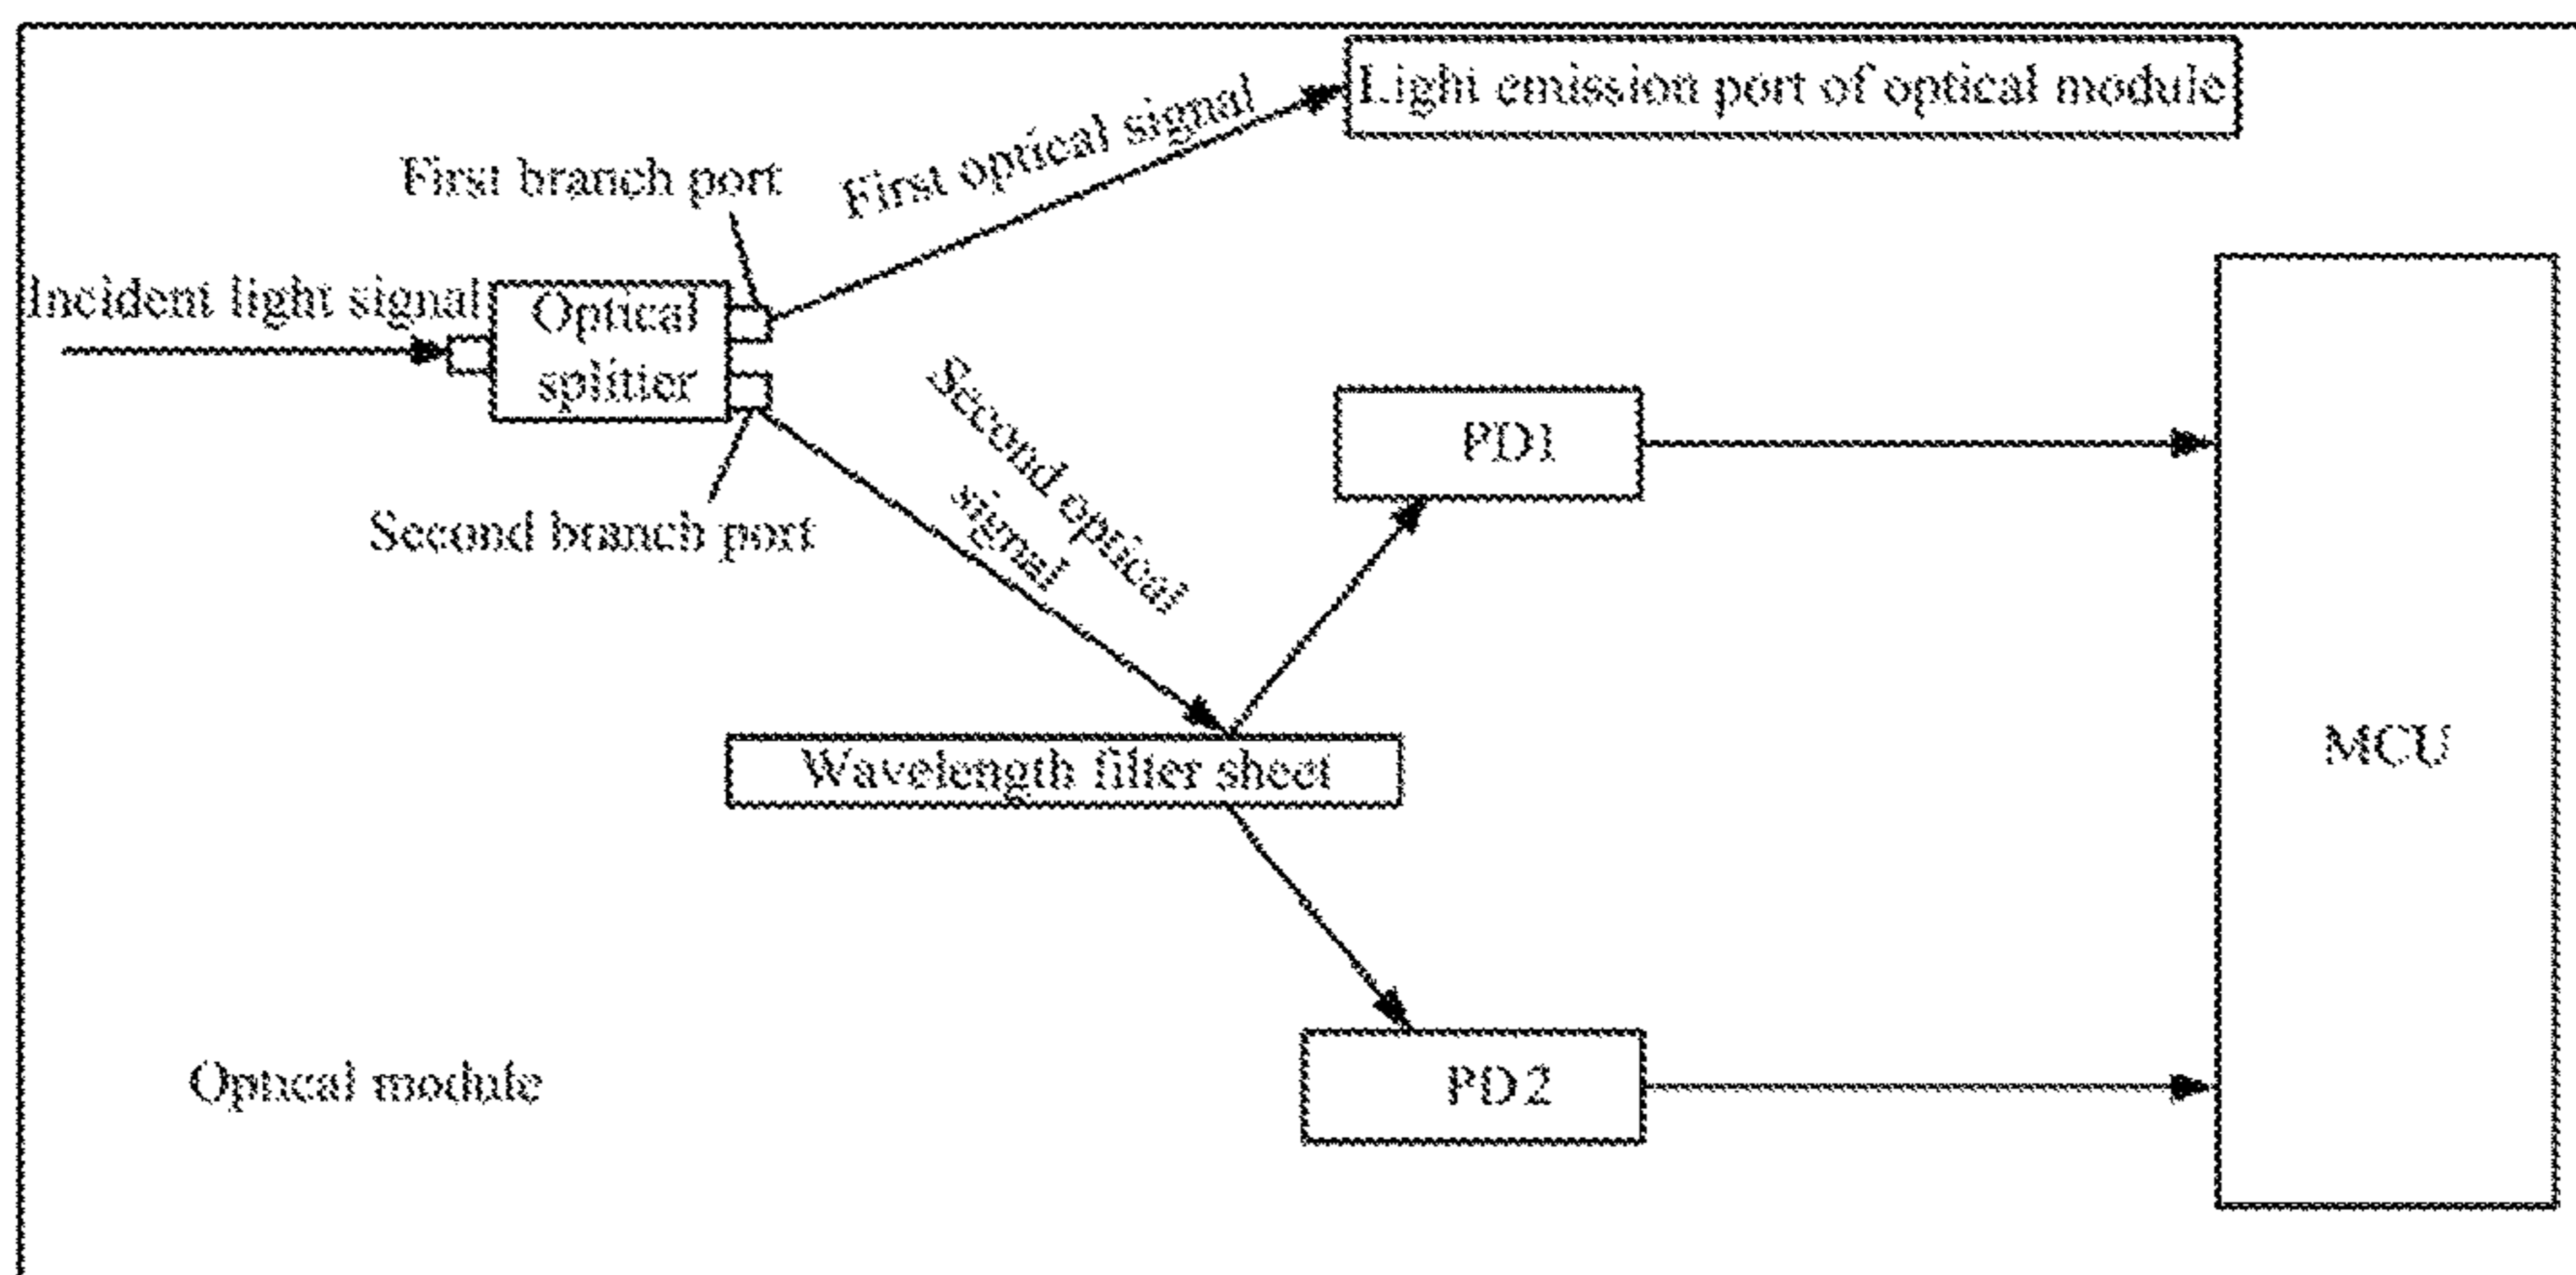 Light emission port of optical module
First optical signal
First branch port
Incident light signal
Optical
splitter
Second optical
signal
Second branch port
PD1
MCU
Wavelength filter sheet
PD2
Optical module